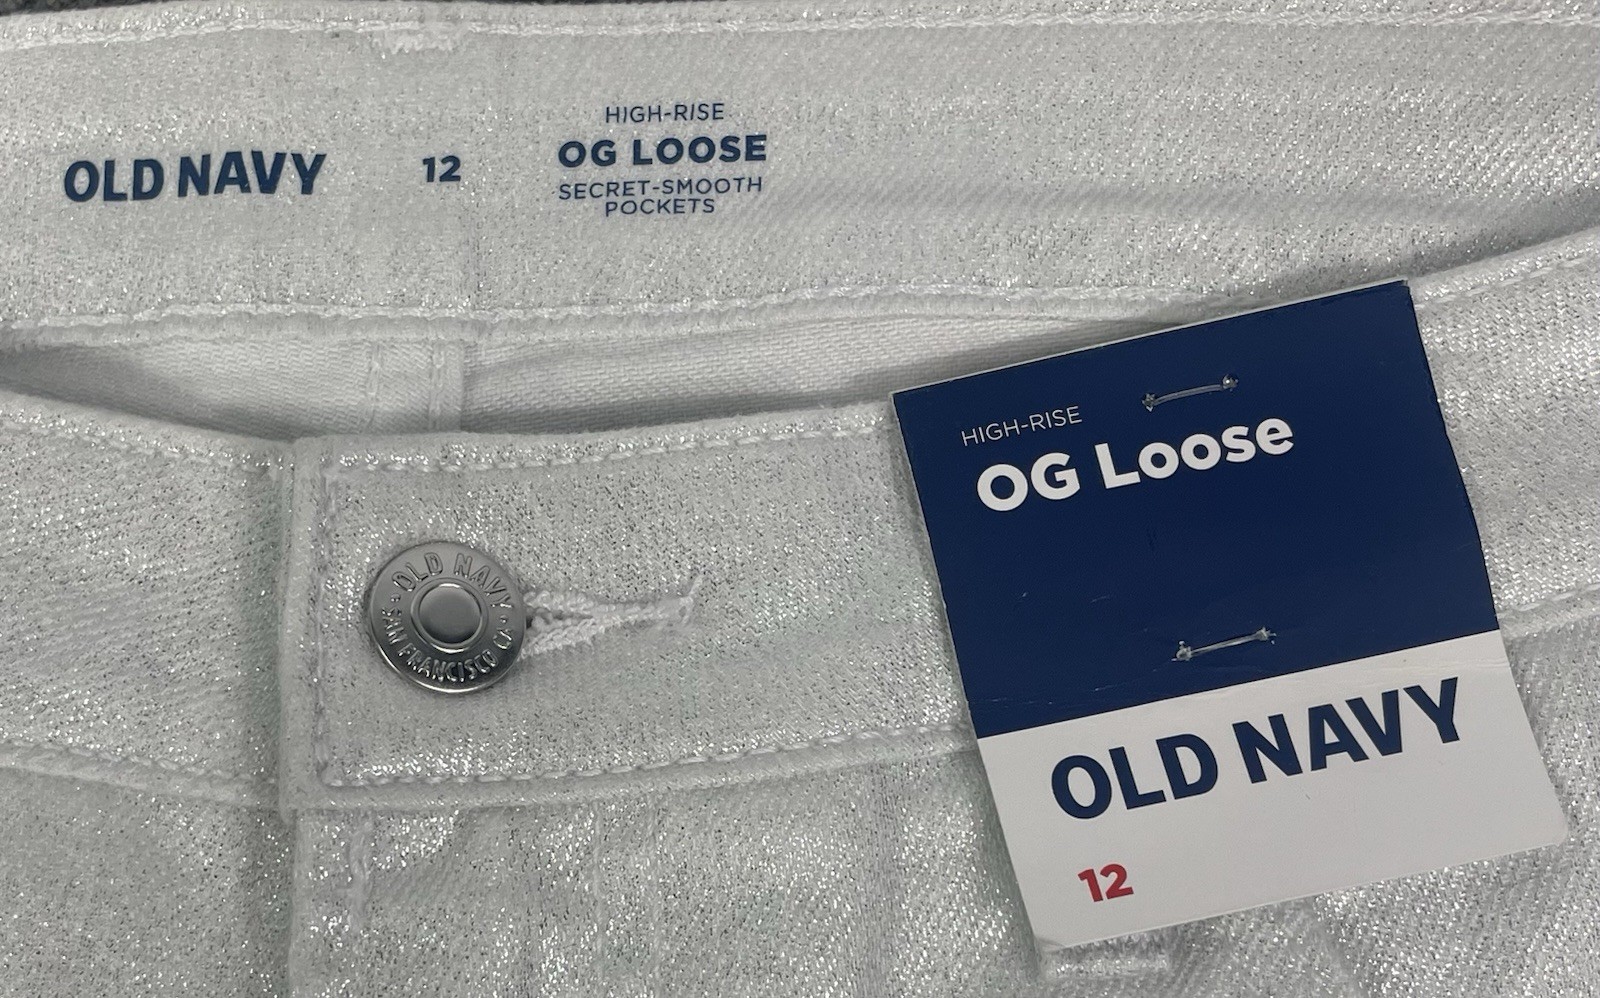 OLD NAVY
12
HIGH-RISE
OG LOOSE
SECRET-SMOOTH
POCKETS
OLD NAVY
SAN FRANCISCO CA
HIGH-RISE
OG Loose
OLD NAVY
12